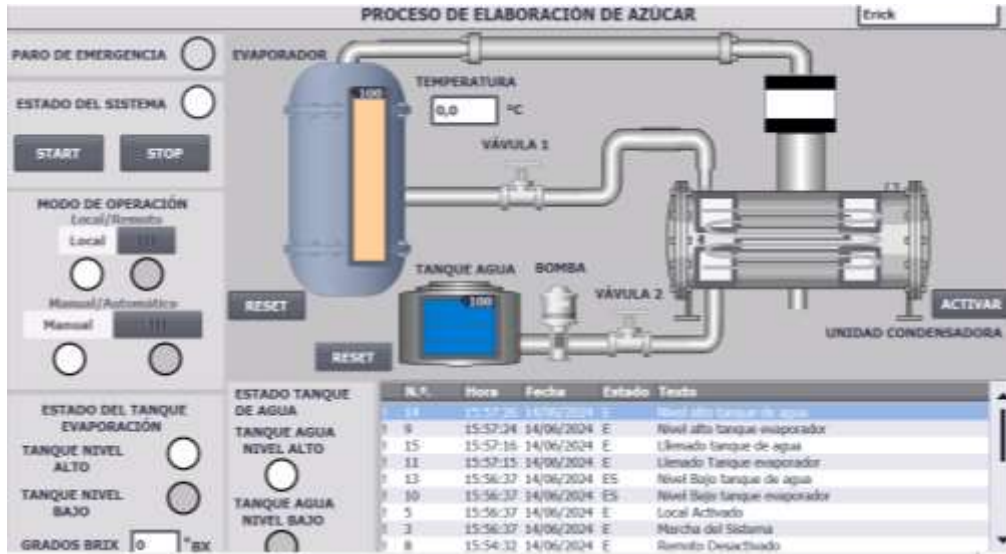 PROCESO DE ELABORACIÓN DE AZÚCAR
Erick
PARO DE EMERGENCIA
ESTADO DEL SISTEMA
START
STOP
MODO DE OPERACIÓN
Local/Remoto
Local
Manual/Automático
Manual
ESTADO DEL TANQUE
EVAPORACIÓN
TANQUE NIVEL
ALTO
TANQUE NIVEL
BAJO
GRADOS BRIX 0 °BX
EVAPORADOR
100
TEMPERATURA
0,0 °C
VÁVULA 1
TANQUE AGUA
BOMBA
VÁVULA 2
100
RESET
RESET
ACTIVAR
UNIDAD CONDENSADORA
ESTADO TANQUE
DE AGUA
TANQUE AGUA
NIVEL ALTO
TANQUE AGUA
NIVEL BAJO
N.º. Hora Fecha Estado Texto
14 15:57:26 14/06/2024 E Nivel alto tanque de agua
9 15:57:24 14/06/2024 E Nivel alto tanque evaporador
15 15:57:16 14/06/2024 E Llenado tanque de agua
11 15:57:15 14/06/2024 E Llenado Tanque evaporador
13 15:56:37 14/06/2024 ES Nivel Bajo tanque de agua
10 15:56:37 14/06/2024 ES Nivel Bajo tanque evaporador
5 15:56:37 14/06/2024 E Local Activado
3 15:56:37 14/06/2024 E Marcha del Sistema
8 15:54:32 14/06/2024 E Remoto Desactivado